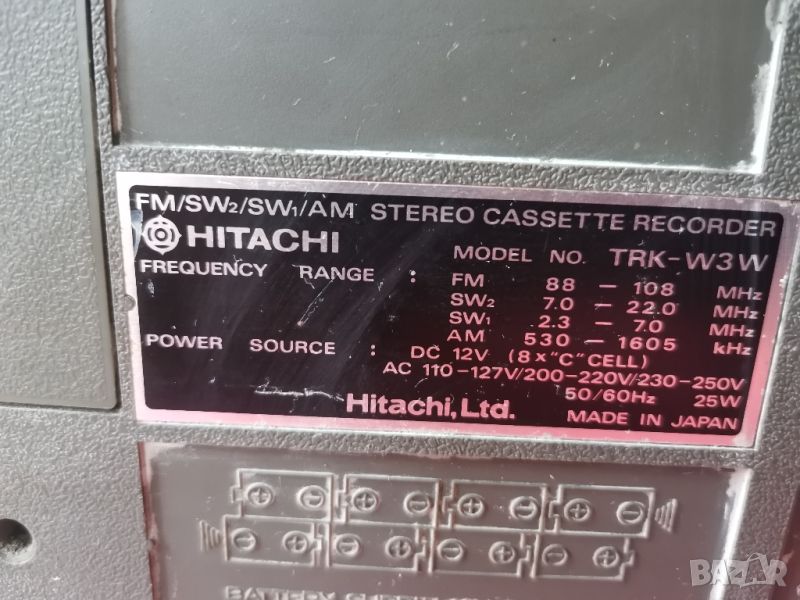 FM/SW₂/SW₁/AM STEREO CASSETTE RECORDER
HITACHI
MODEL NO. TRK-W3W
FREQUENCY RANGE : FM 88 – 108 MHz
SW₂ 7.0 – 22.0 MHz
SW₁ 2.3 – 7.0 MHz
AM 530 – 1605 kHz
POWER SOURCE : DC 12V (8 x "C" CELL)
AC 110-127V/200-220V/230-250V
50/60Hz 25W
Hitachi, Ltd. MADE IN JAPAN
BATTERY
BAZAR